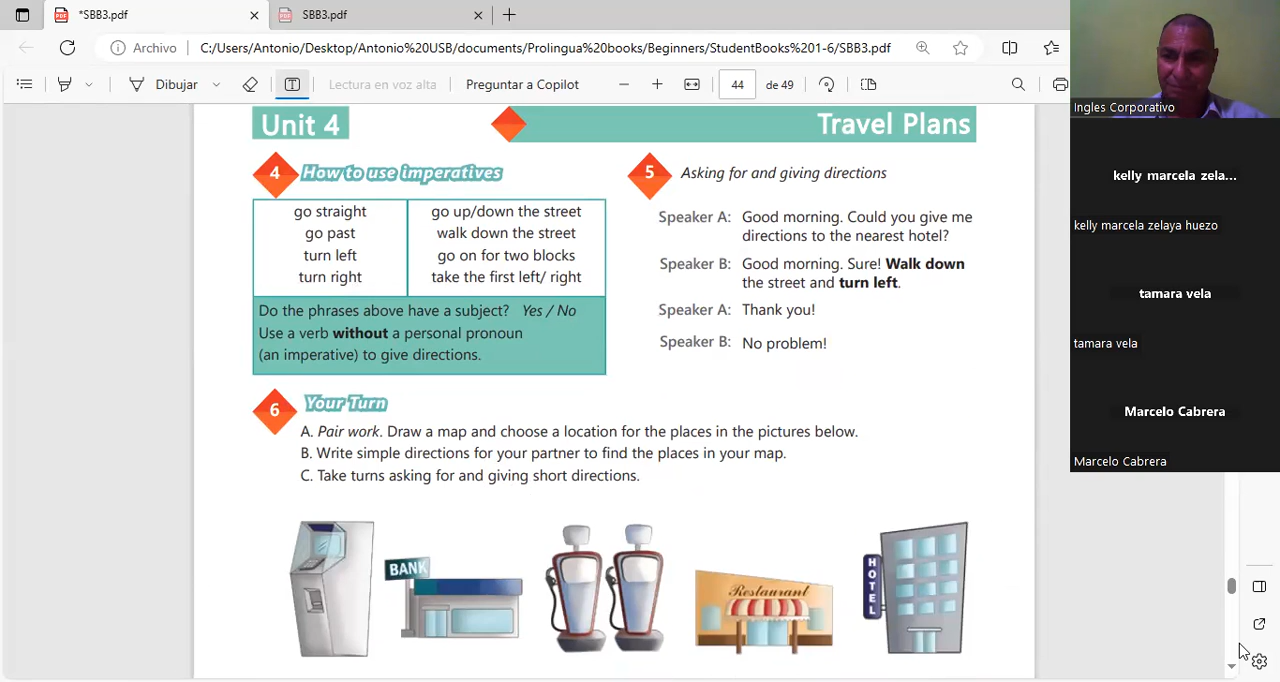 *SBB3.pdf
SBB3.pdf
Archivo
C:/Users/Antonio/Desktop/Antonio%20USB/documents/Prolingua%20books/Beginners/StudentBooks%201-6/SBB3.pdf
Dibujar
Lectura en voz alta
Preguntar a Copilot
44
de 49
Unit 4
Travel Plans
4
How to use imperatives
go straight
go past
turn left
turn right
go up/down the street
walk down the street
go on for two blocks
take the first left/ right
Do the phrases above have a subject? Yes / No
Use a verb without a personal pronoun
(an imperative) to give directions.
5
Asking for and giving directions
Speaker A: Good morning. Could you give me
directions to the nearest hotel?
Speaker B: Good morning. Sure! Walk down
the street and turn left.
Speaker A: Thank you!
Speaker B: No problem!
6
Your Turn
A. Pair work. Draw a map and choose a location for the places in the pictures below.
B. Write simple directions for your partner to find the places in your map.
C. Take turns asking for and giving short directions.
BANK
Restaurant
HOTEL
Ingles Corporativo
kelly marcela zela...
kelly marcela zelaya huezo
tamara vela
tamara vela
Marcelo Cabrera
Marcelo Cabrera